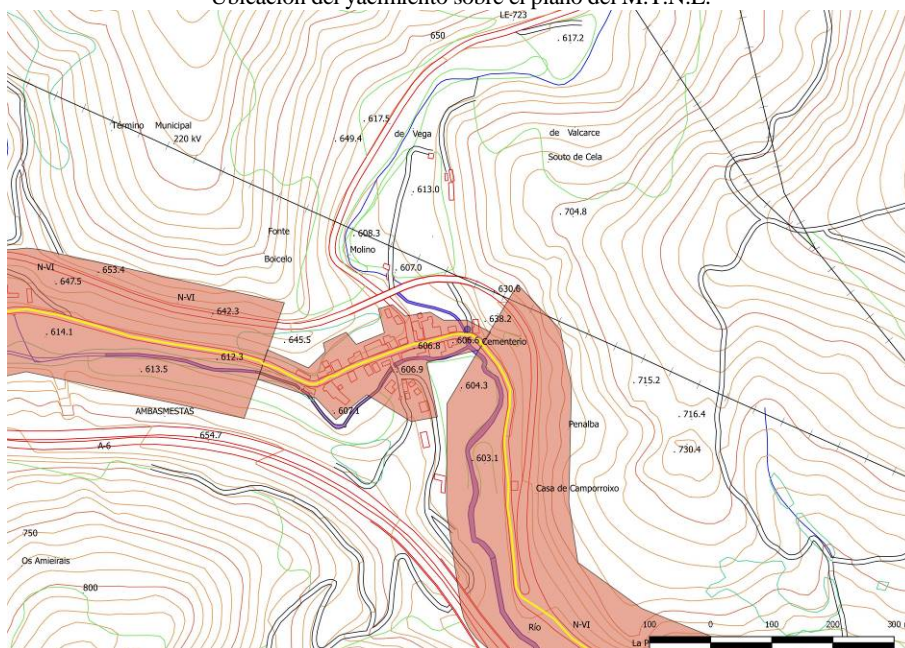 Ubicación del yacimiento sobre el plano del M.T.N.E.
LE-723
650
. 617.2
. 617.5
Término Municipal
de Vega
de Valcarce
220 kV
. 649.4
Souto de Cela
. 613.0
. 704.8
Fonte
. 608.3
Boicelo
Molino
. 607.0
N-VI
. 653.4
. 647.5
N-VI
. 630.6
. 642.3
. 638.2
. 614.1
. 645.5
606.8
606.6
Cementerio
. 612.3
. 613.5
. 606.9
. 604.3
. 715.2
AMBASMESTAS
. 607.1
. 716.4
Penalba
A-6
. 654.7
. 730.4
. 603.1
Casa de Camporroixo
750
Os Amieirais
800
Río
N-VI
100 0 100 200 300